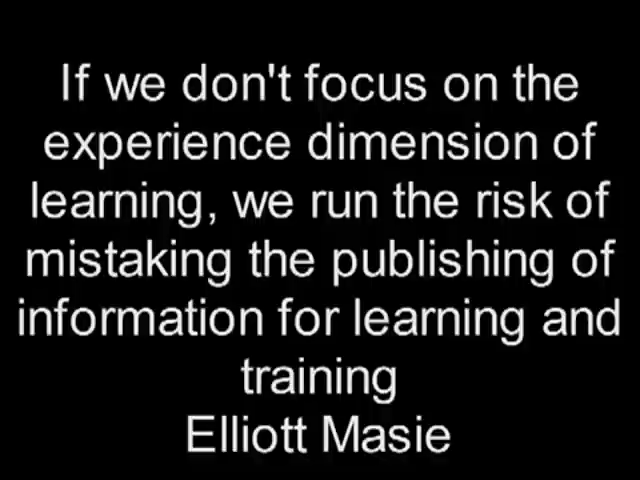 If we don't focus on the
experience dimension of
learning, we run the risk of
mistaking the publishing of
information for learning and
training
Elliott Masie